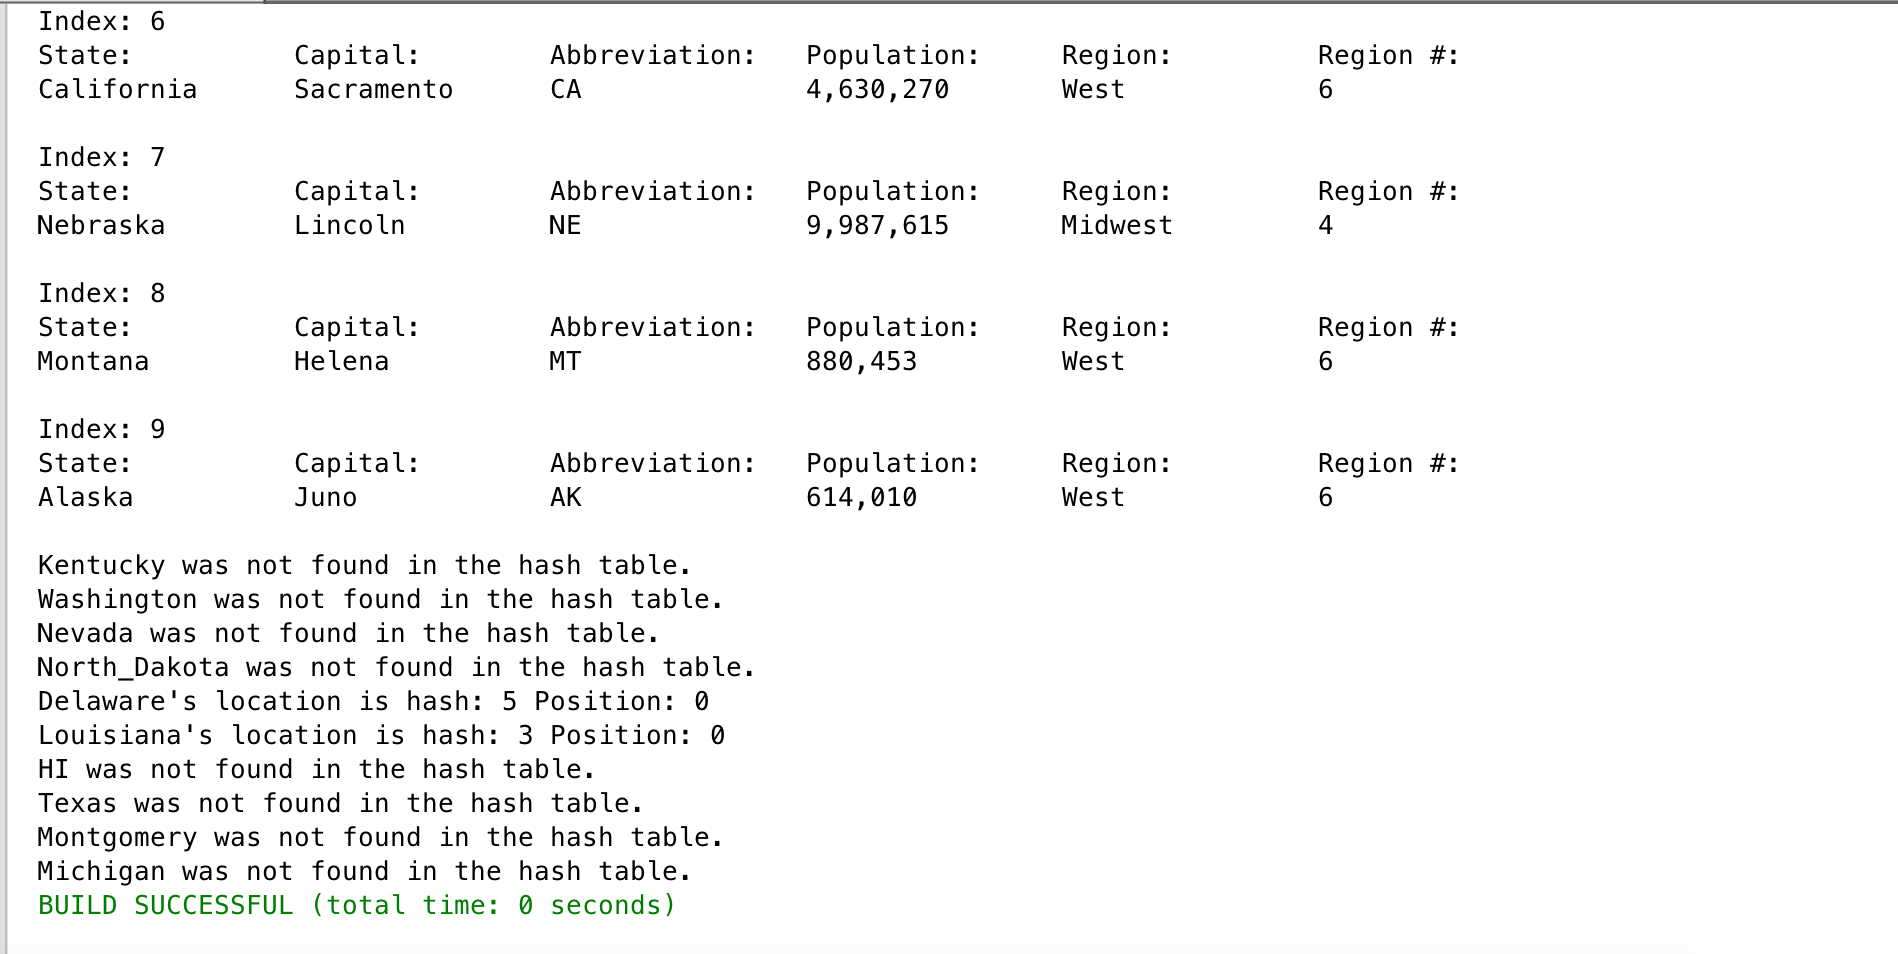 Index: 6
State: Capital: Abbreviation: Population: Region: Region #:
California Sacramento CA 4,630,270 West 6
Index: 7
State: Capital: Abbreviation: Population: Region: Region #:
Nebraska Lincoln NE 9,987,615 Midwest 4
Index: 8
State: Capital: Abbreviation: Population: Region: Region #:
Montana Helena MT 880,453 West 6
Index: 9
State: Capital: Abbreviation: Population: Region: Region #:
Alaska Juno AK 614,010 West 6
Kentucky was not found in the hash table.
Washington was not found in the hash table.
Nevada was not found in the hash table.
North_Dakota was not found in the hash table.
Delaware's location is hash: 5 Position: 0
Louisiana's location is hash: 3 Position: 0
HI was not found in the hash table.
Texas was not found in the hash table.
Montgomery was not found in the hash table.
Michigan was not found in the hash table.
BUILD SUCCESSFUL (total time: 0 seconds)